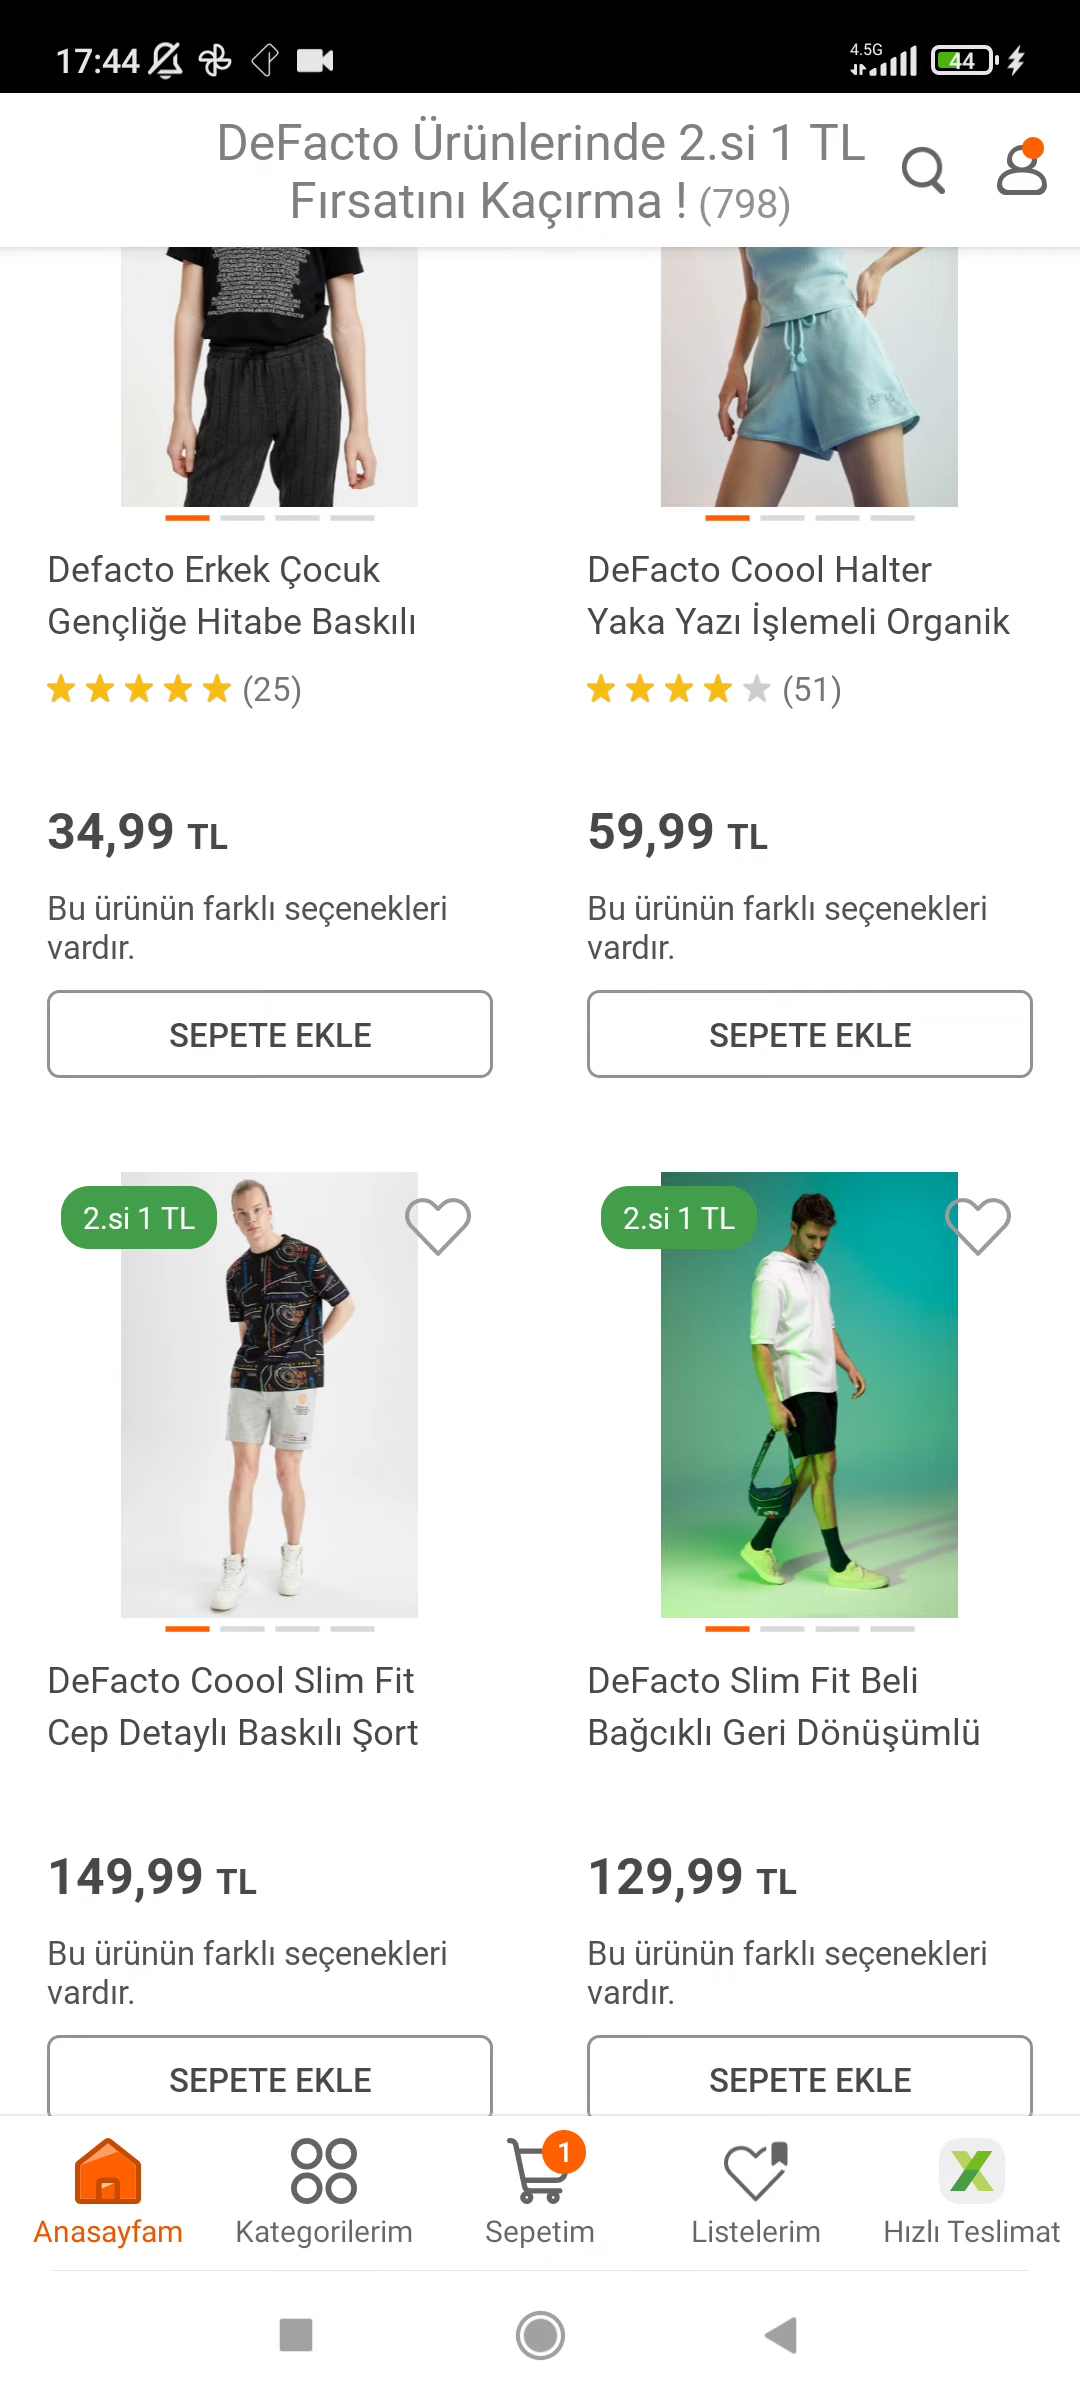 17:44
4.5G
44
DeFacto Ürünlerinde 2.si 1 TL
Fırsatını Kaçırma ! (798)
Defacto Erkek Çocuk
Gençliğe Hitabe Baskılı
(25)
34,99 TL
Bu ürünün farklı seçenekleri
vardır.
SEPETE EKLE
DeFacto Coool Halter
Yaka Yazı İşlemeli Organik
(51)
59,99 TL
Bu ürünün farklı seçenekleri
vardır.
SEPETE EKLE
2.si 1 TL
DeFacto Coool Slim Fit
Cep Detaylı Baskılı Şort
149,99 TL
Bu ürünün farklı seçenekleri
vardır.
SEPETE EKLE
2.si 1 TL
DeFacto Slim Fit Beli
Bağcıklı Geri Dönüşümlü
129,99 TL
Bu ürünün farklı seçenekleri
vardır.
SEPETE EKLE
Anasayfam
Kategorilerim
1
Sepetim
Listelerim
Hızlı Teslimat